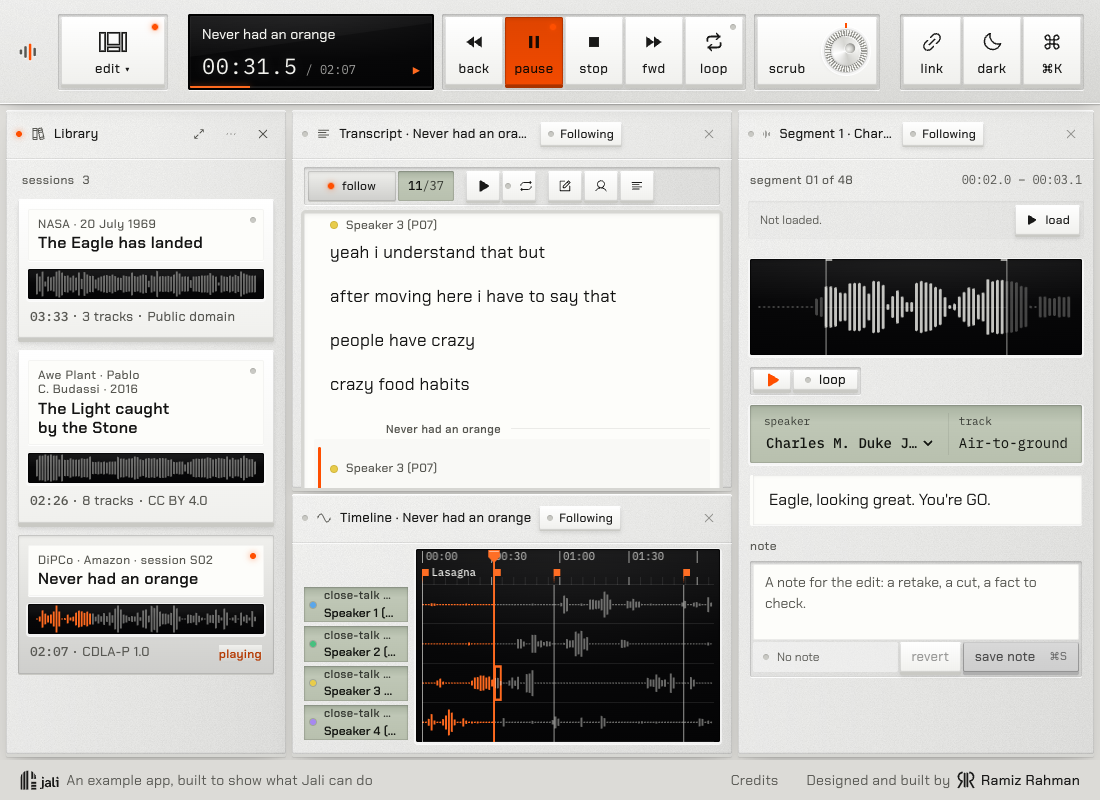 edit ▾
Never had an orange
00:31.5 / 02:07
back
pause
stop
fwd
loop
scrub
link
dark
⌘K
Library
sessions 3
NASA · 20 July 1969
The Eagle has landed
03:33 · 3 tracks · Public domain
Awe Plant · Pablo
C. Budassi · 2016
The Light caught
by the Stone
02:26 · 8 tracks · CC BY 4.0
DiPCo · Amazon · session S02
Never had an orange
02:07 · CDLA-P 1.0
playing
Transcript · Never had an ora...
Following
follow
11/37
Speaker 3 (P07)
yeah i understand that but
after moving here i have to say that
people have crazy
crazy food habits
Never had an orange
Speaker 3 (P07)
Timeline · Never had an orange
Following
00:00
00:30
01:00
01:30
Lasagna
close-talk ...
Speaker 1 (...
close-talk ...
Speaker 2 (...
close-talk ...
Speaker 3 ...
close-talk ...
Speaker 4 (...
Segment 1 · Char...
Following
segment 01 of 48
00:02.0 – 00:03.1
Not loaded.
load
loop
speaker
track
Charles M. Duke J…
Air-to-ground
Eagle, looking great. You're GO.
note
A note for the edit: a retake, a cut, a fact to
check.
No note
revert
save note ⌘S
jali
An example app, built to show what Jali can do
Credits
Designed and built by
Ramiz Rahman